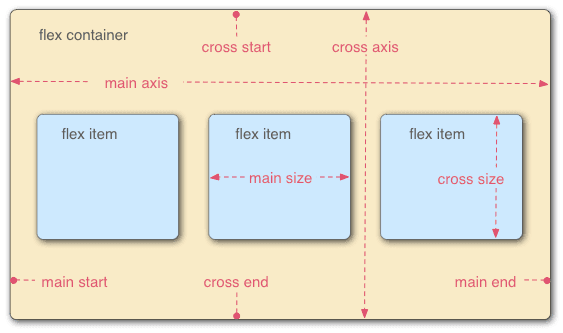 flex container
cross start
cross axis
main axis
flex item
flex item
flex item
main size
cross size
main start
cross end
main end